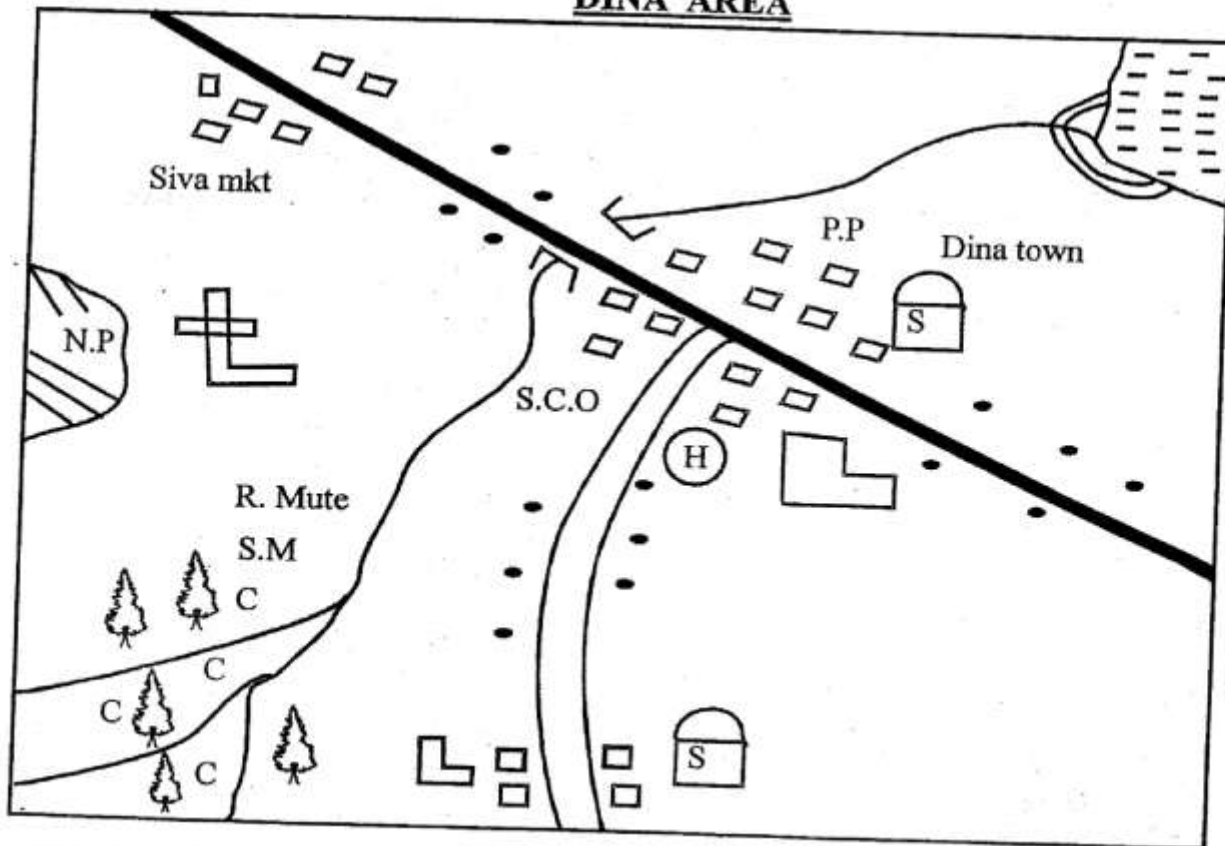 DINA AREA
Siva mkt
P.P
Dina town
S
N.P
S.C.O
H
R. Mute
S.M
C
C
C
C
S